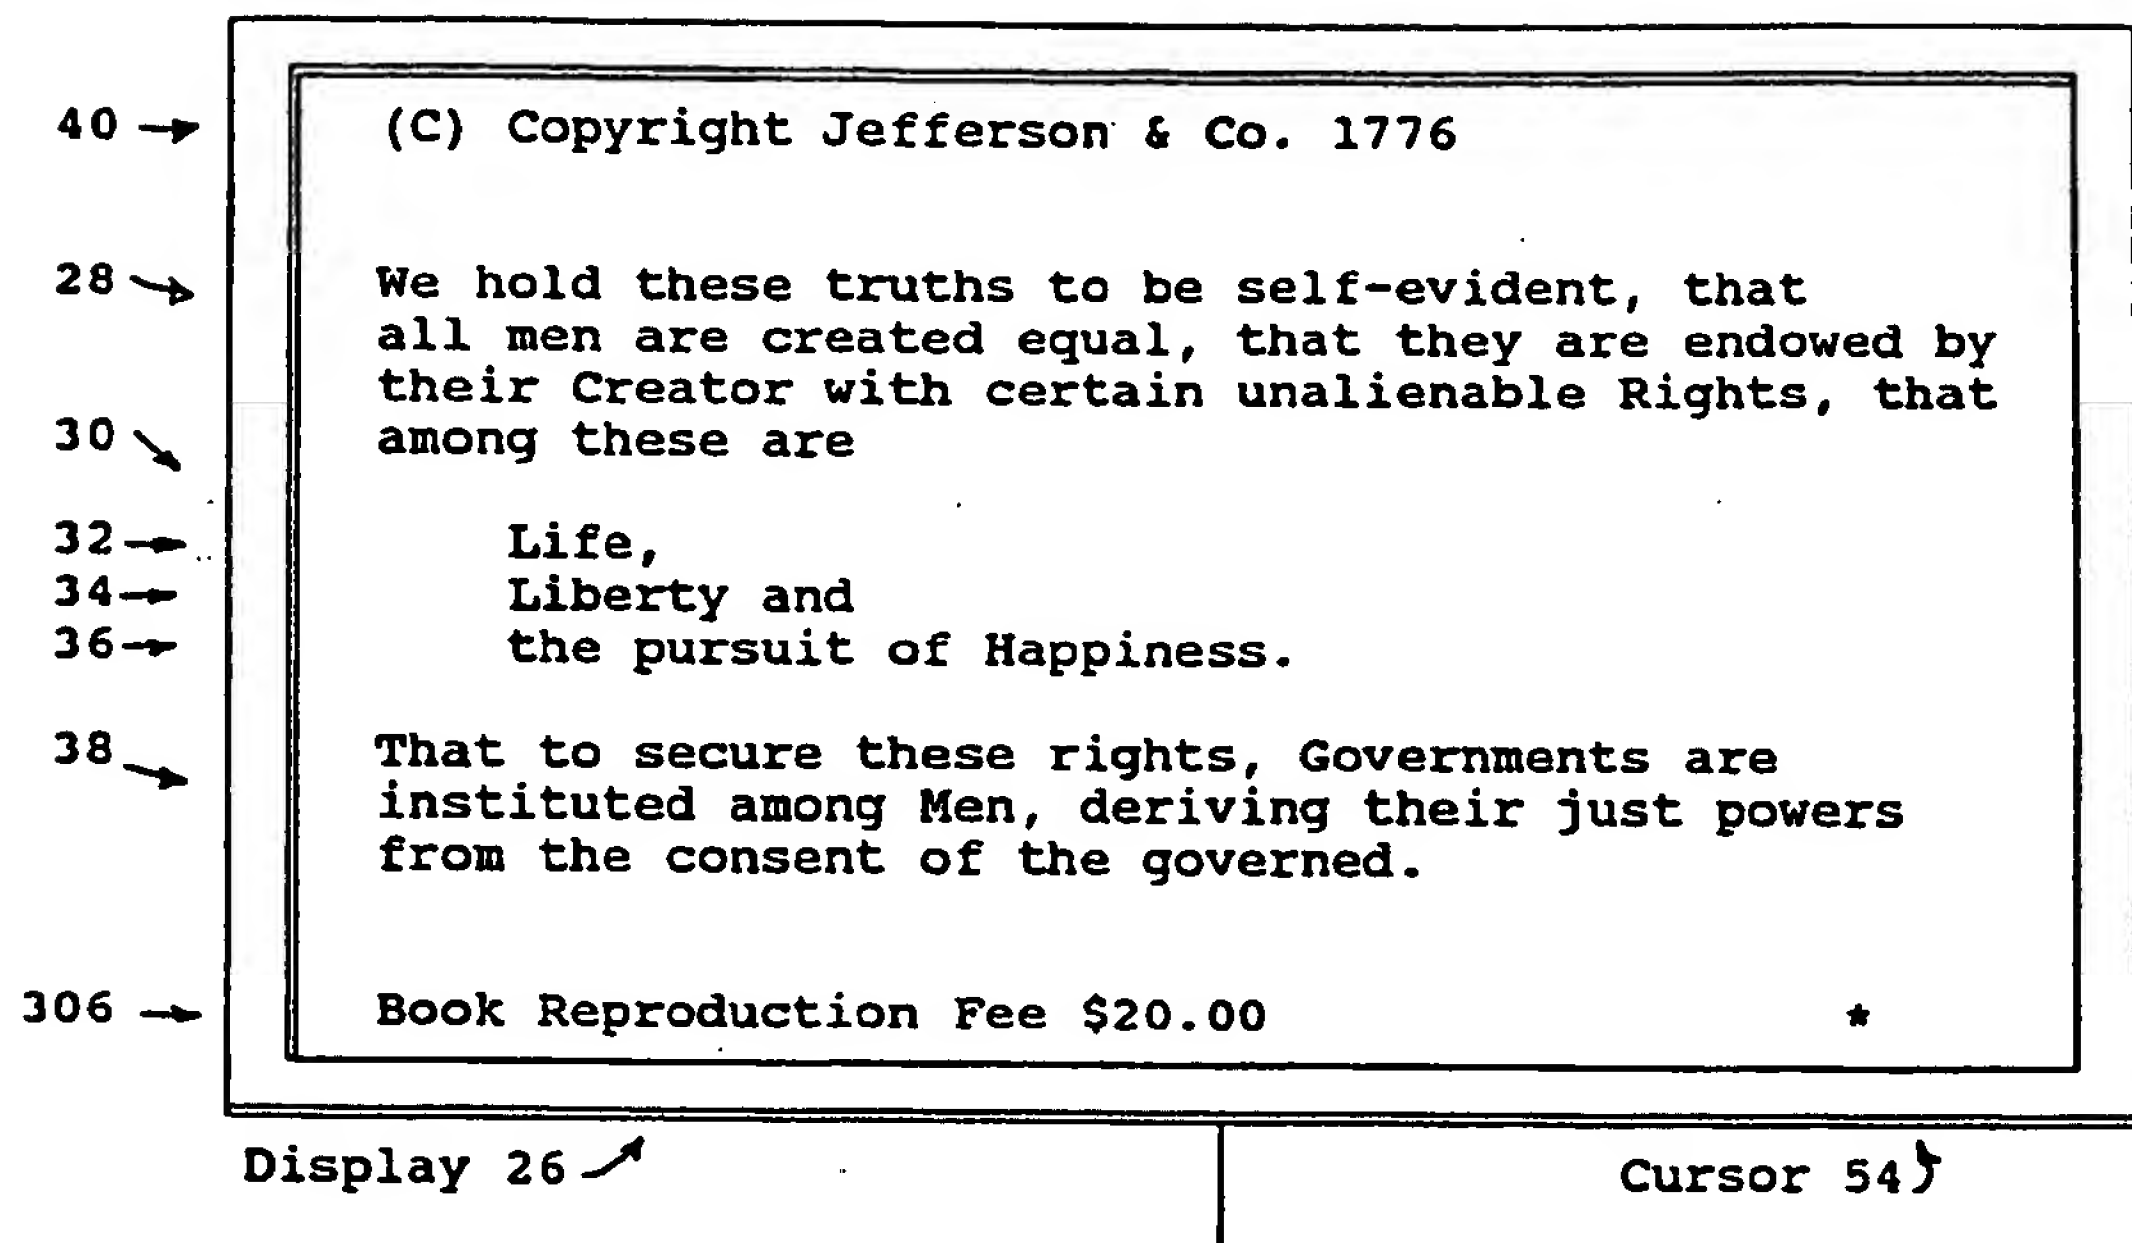 40 (C) Copyright Jefferson & Co. 1776
28 We hold these truths to be self-evident, that
all men are created equal, that they are endowed by
their Creator with certain unalienable Rights, that
30 among these are
32 Life,
34 Liberty and
36 the pursuit of Happiness.
38 That to secure these rights, Governments are
instituted among Men, deriving their just powers
from the consent of the governed.
306 Book Reproduction Fee $20.00 *
Display 26 Cursor 54